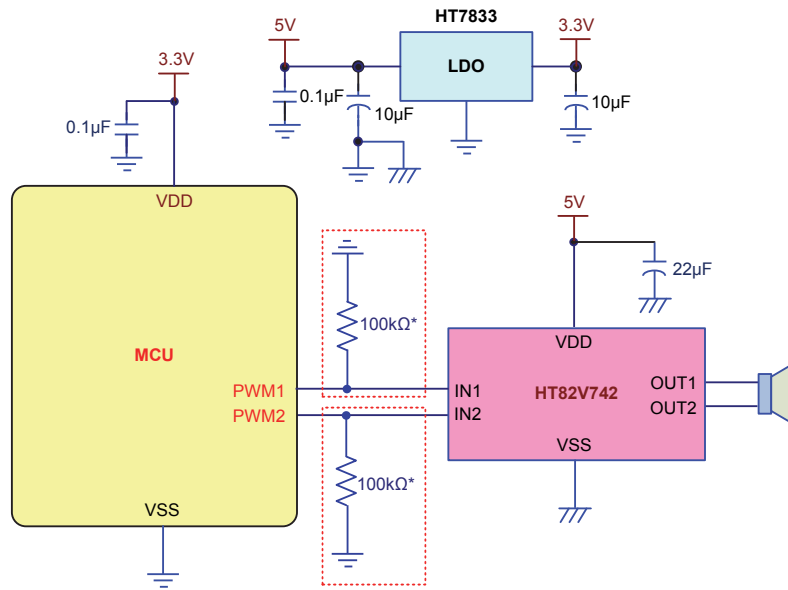 HT7833
5V
3.3V
LDO
3.3V
0.1µF
10µF
10µF
0.1µF
VDD
5V
22µF
100kΩ*
VDD
MCU
PWM1
IN1
HT82V742
OUT1
PWM2
IN2
OUT2
VSS
100kΩ*
VSS